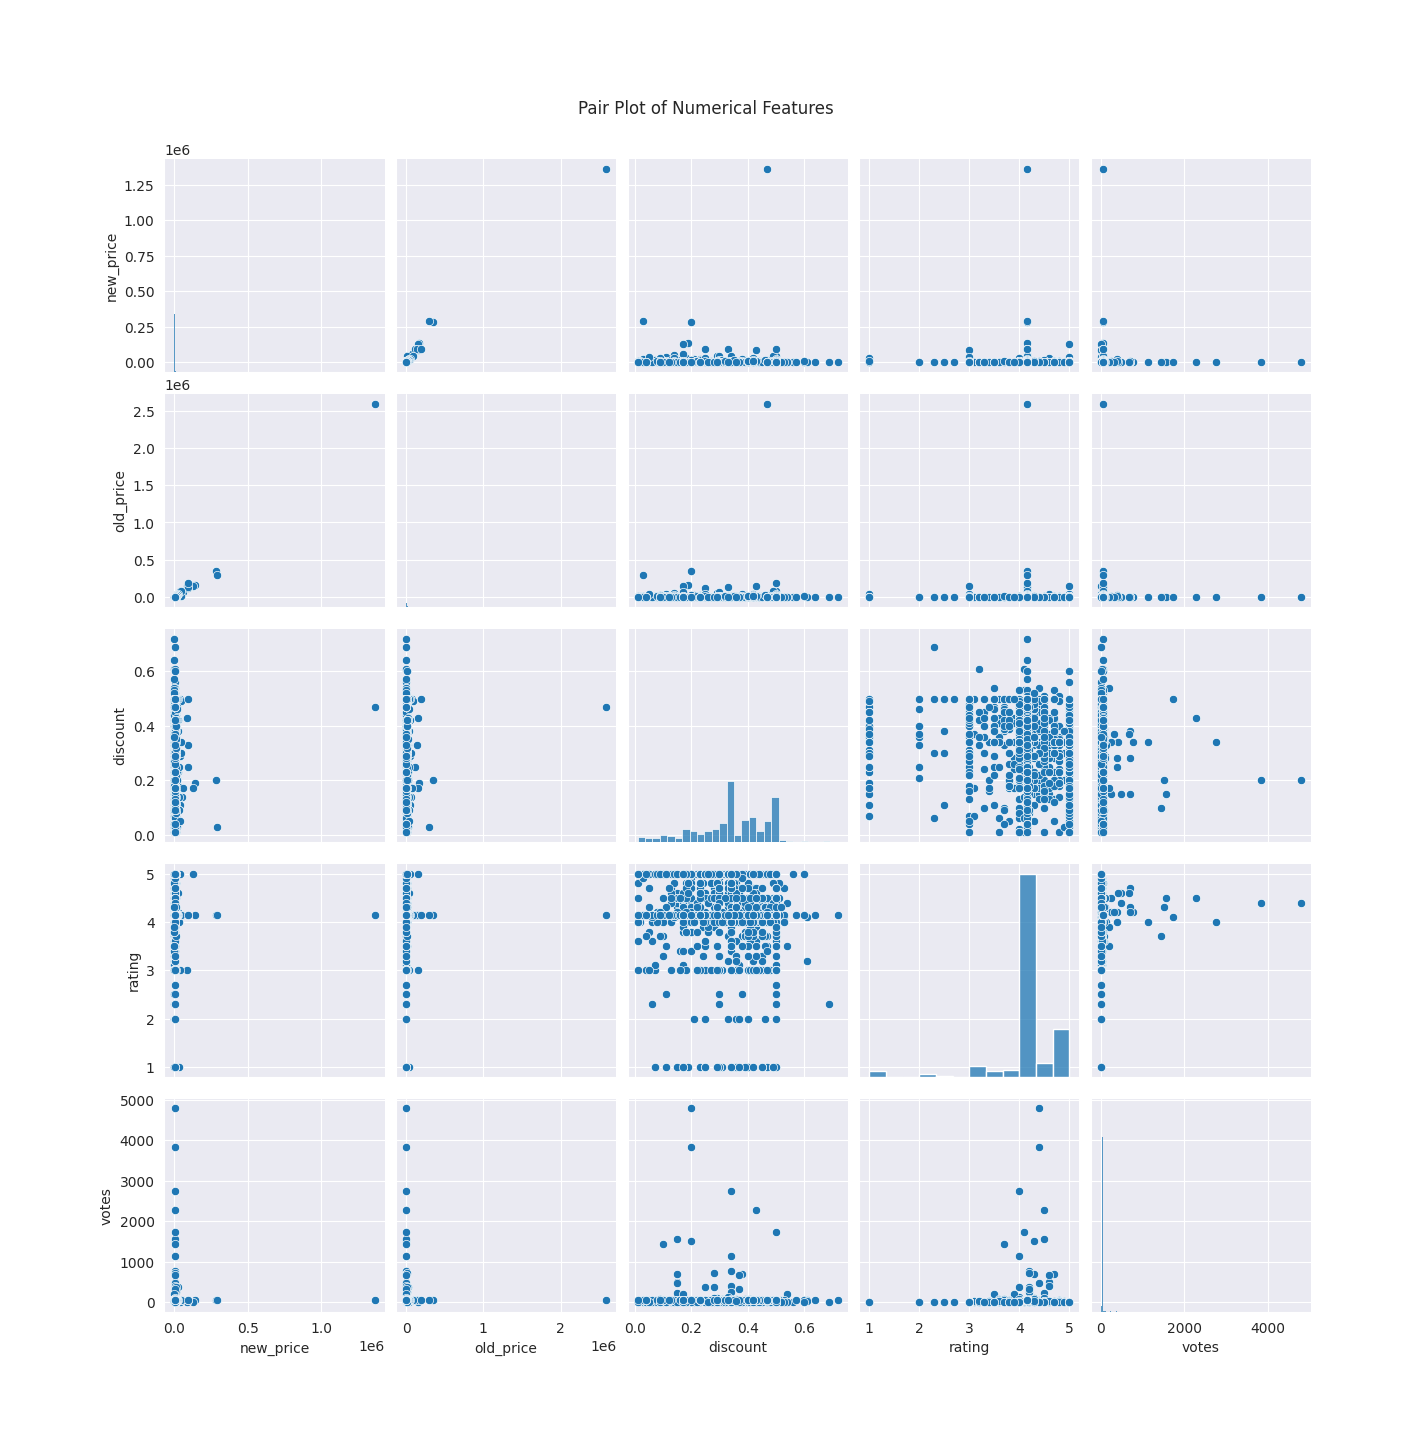 Pair Plot of Numerical Features
1e6
1.25
1.00
0.75
0.50
0.25
0.00
new_price
1e6
2.5
2.0
1.5
1.0
0.5
0.0
old_price
0.6
0.4
0.2
0.0
discount
5
4
3
2
1
rating
5000
4000
3000
2000
1000
0
votes
0.0 0.5 1.0 0 1 2 0.0 0.2 0.4 0.6 1 2 3 4 5 0 2000 4000
new_price 1e6 old_price 1e6 discount rating votes